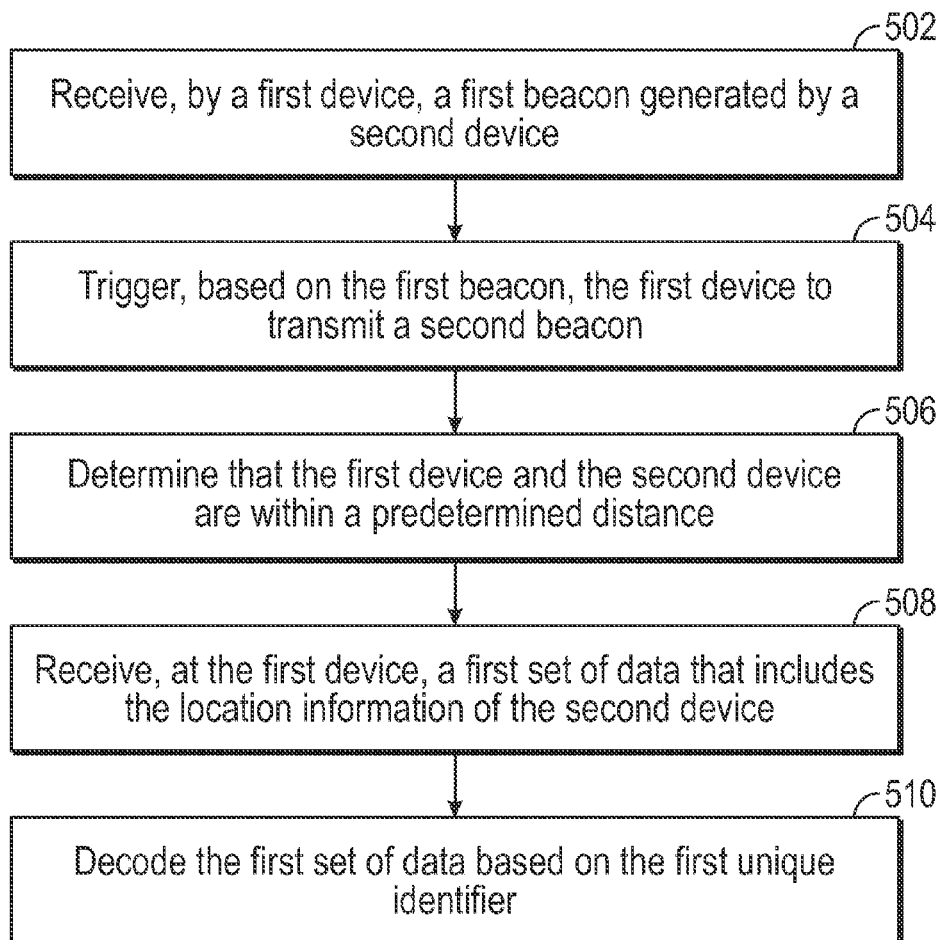 502
Receive, by a first device, a first beacon generated by a
second device
504
Trigger, based on the first beacon, the first device to
transmit a second beacon
506
Determine that the first device and the second device
are within a predetermined distance
508
Receive, at the first device, a first set of data that includes
the location information of the second device
510
Decode the first set of data based on the first unique
identifier